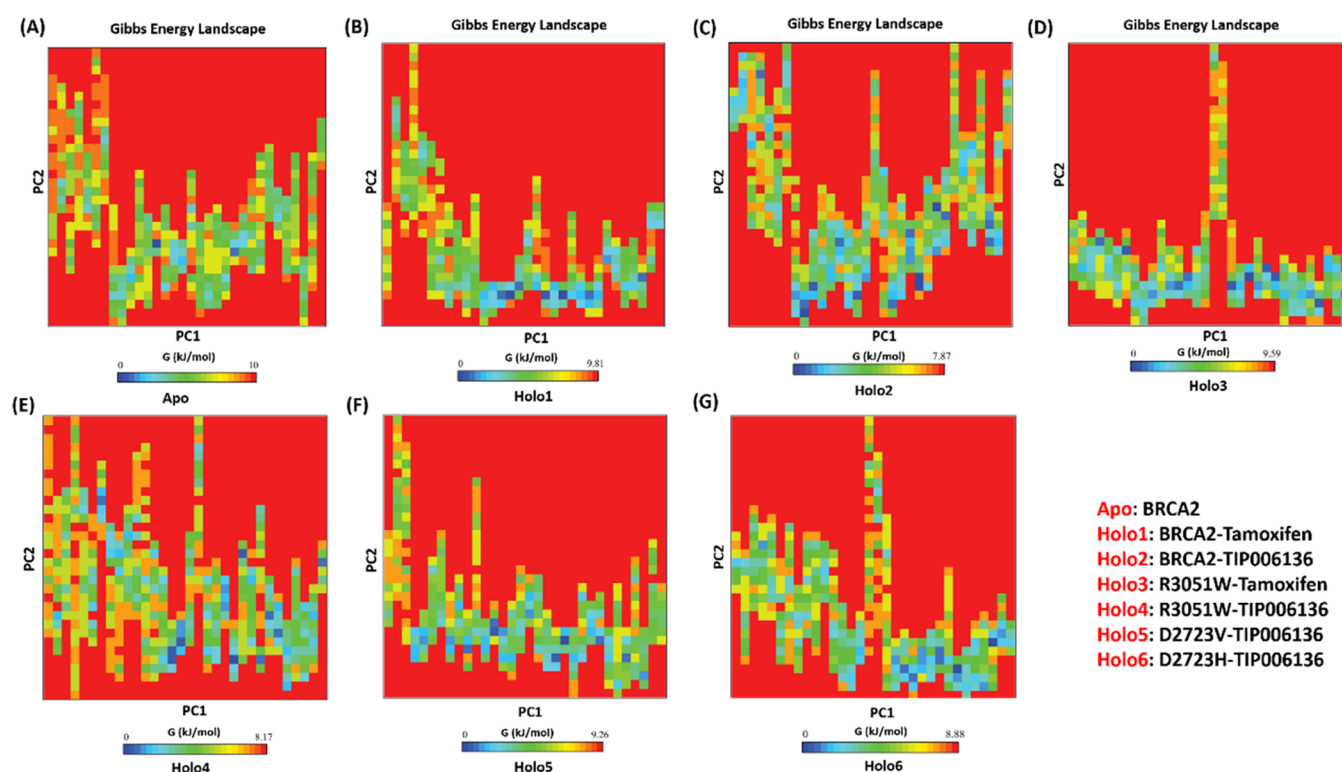 (A)
Gibbs Energy Landscape
PC2
PC1
G (kJ/mol)
0
10
Apo
(B)
Gibbs Energy Landscape
PC2
PC1
G (kJ/mol)
0
9.81
Holo1
(C)
Gibbs Energy Landscape
PC2
PC1
G (kJ/mol)
0
7.87
Holo2
(D)
Gibbs Energy Landscape
PC2
PC1
G (kJ/mol)
0
9.59
Holo3
(E)
PC2
PC1
G (kJ/mol)
0
8.17
Holo4
(F)
PC2
PC1
G (kJ/mol)
0
9.26
Holo5
(G)
PC2
PC1
G (kJ/mol)
0
8.88
Holo6
Apo: BRCA2
Holo1: BRCA2-Tamoxifen
Holo2: BRCA2-TIP006136
Holo3: R3051W-Tamoxifen
Holo4: R3051W-TIP006136
Holo5: D2723V-TIP006136
Holo6: D2723H-TIP006136